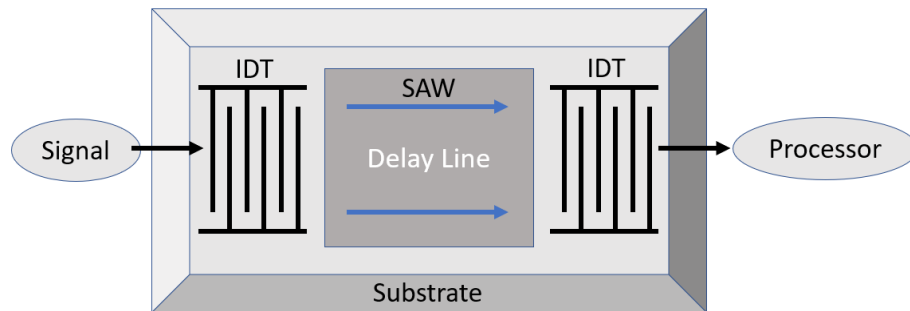 IDT
IDT
SAW
Signal
Delay Line
Processor
Substrate